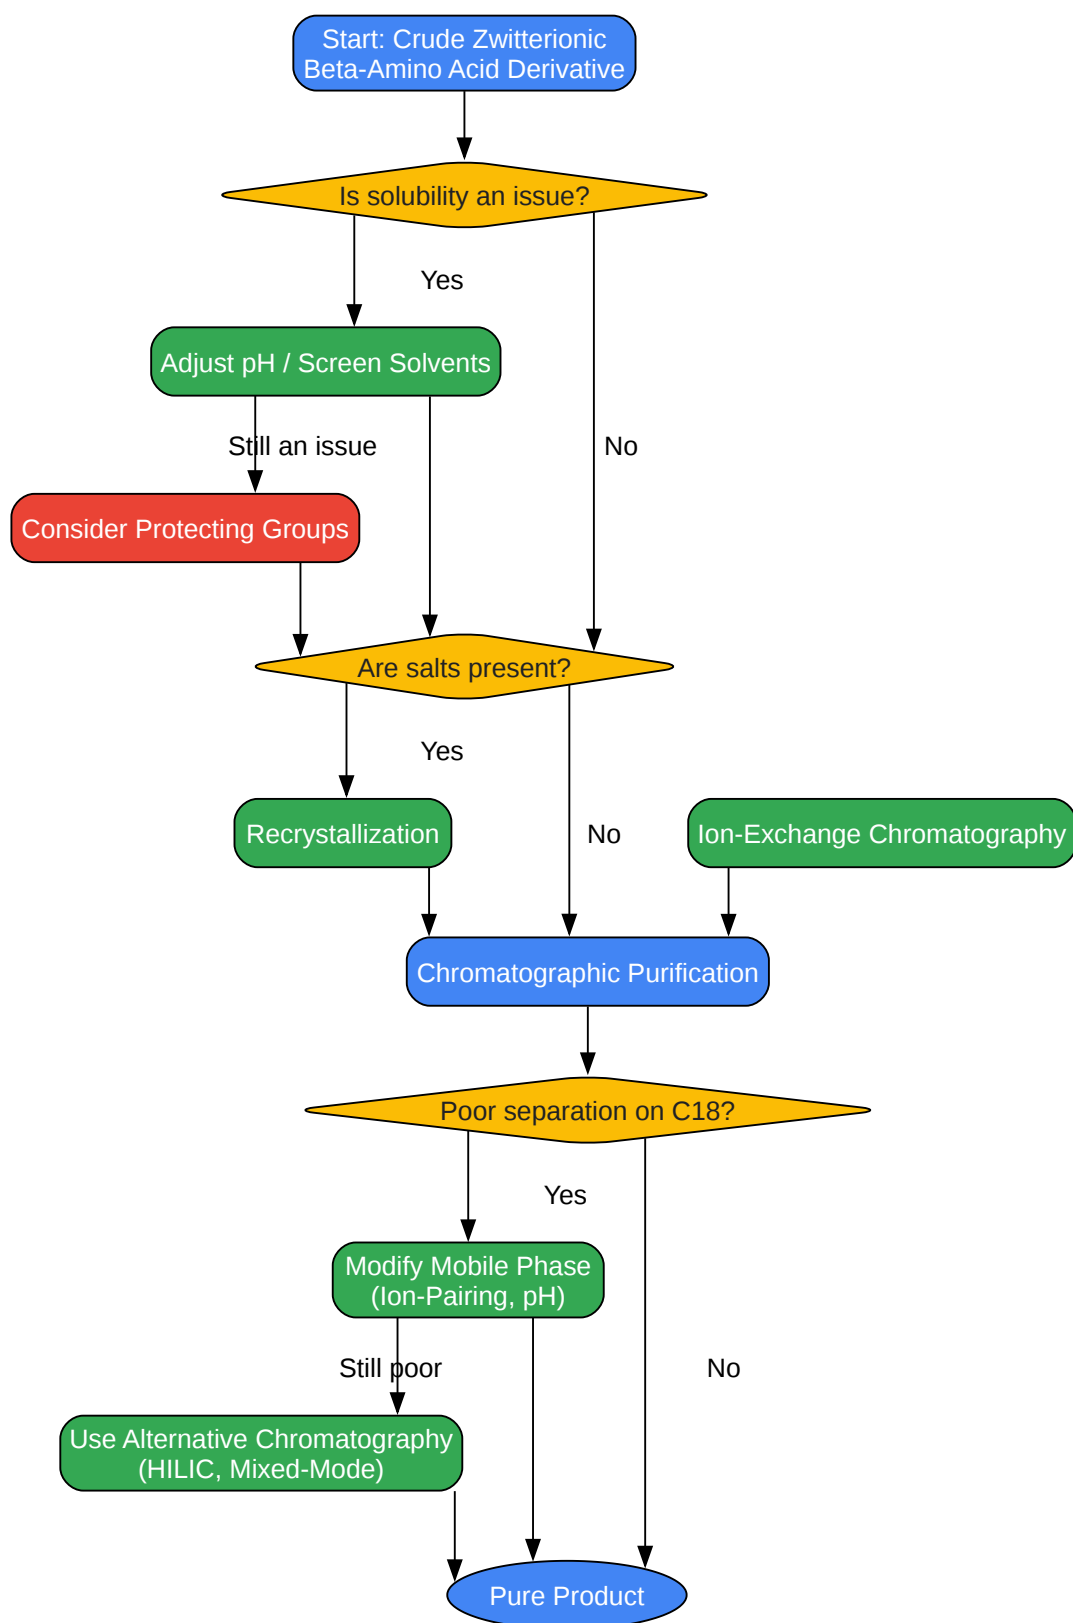 Start: Crude Zwitterionic
Beta-Amino Acid Derivative
Is solubility an issue?
Yes
Adjust pH / Screen Solvents
Still an issue
No
Consider Protecting Groups
Are salts present?
Yes
Recrystallization
No
Ion-Exchange Chromatography
Chromatographic Purification
Poor separation on C18?
Yes
Modify Mobile Phase
(Ion-Pairing, pH)
Still poor
No
Use Alternative Chromatography
(HILIC, Mixed-Mode)
Pure Product